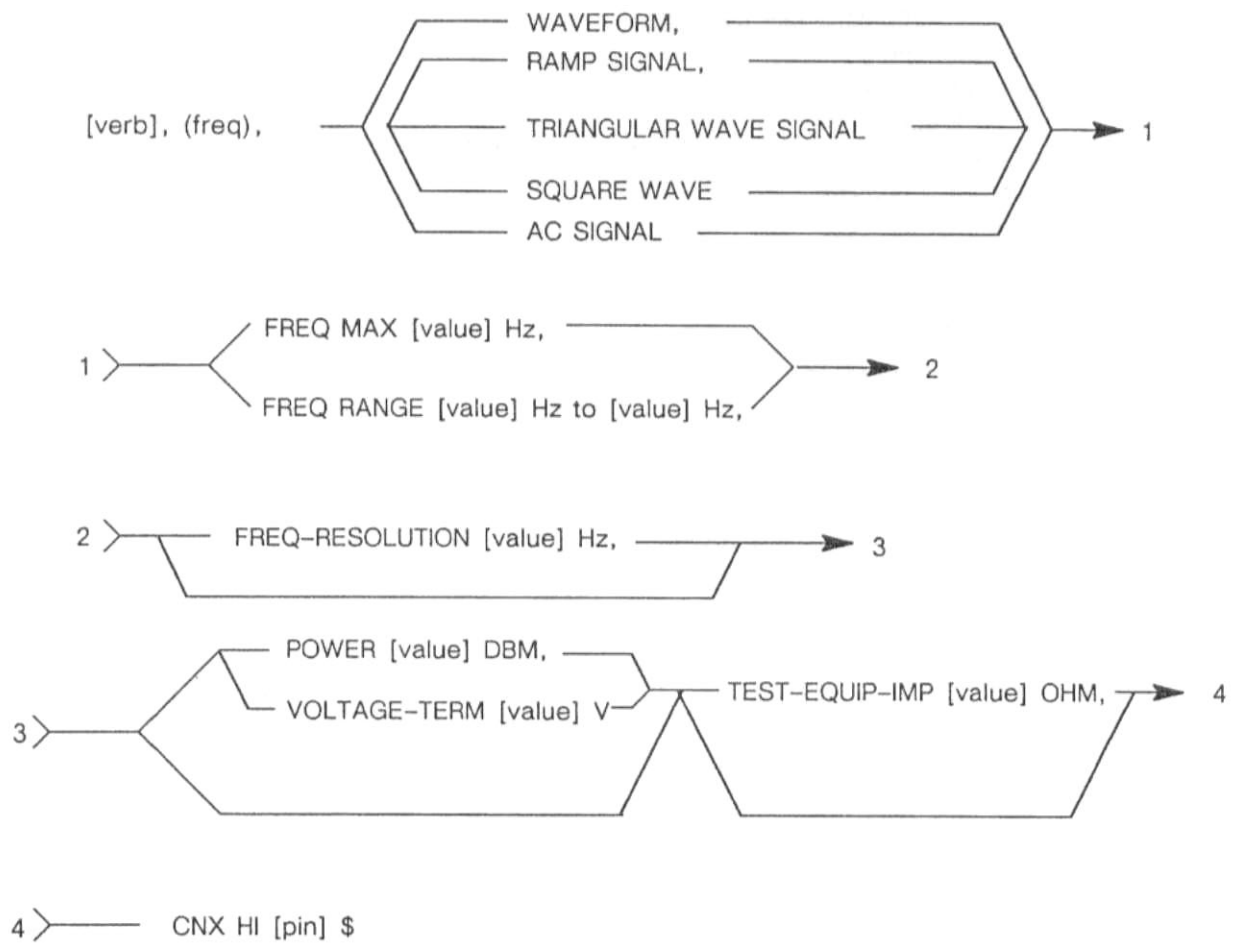 WAVEFORM,
RAMP SIGNAL,
[verb], (freq),
TRIANGULAR WAVE SIGNAL
1
SQUARE WAVE
AC SIGNAL
FREQ MAX [value] Hz,
1
2
FREQ RANGE [value] Hz to [value] Hz,
2
FREQ–RESOLUTION [value] Hz,
3
POWER [value] DBM,
TEST–EQUIP–IMP [value] OHM,
4
VOLTAGE–TERM [value] V
3
4
CNX HI [pin] $